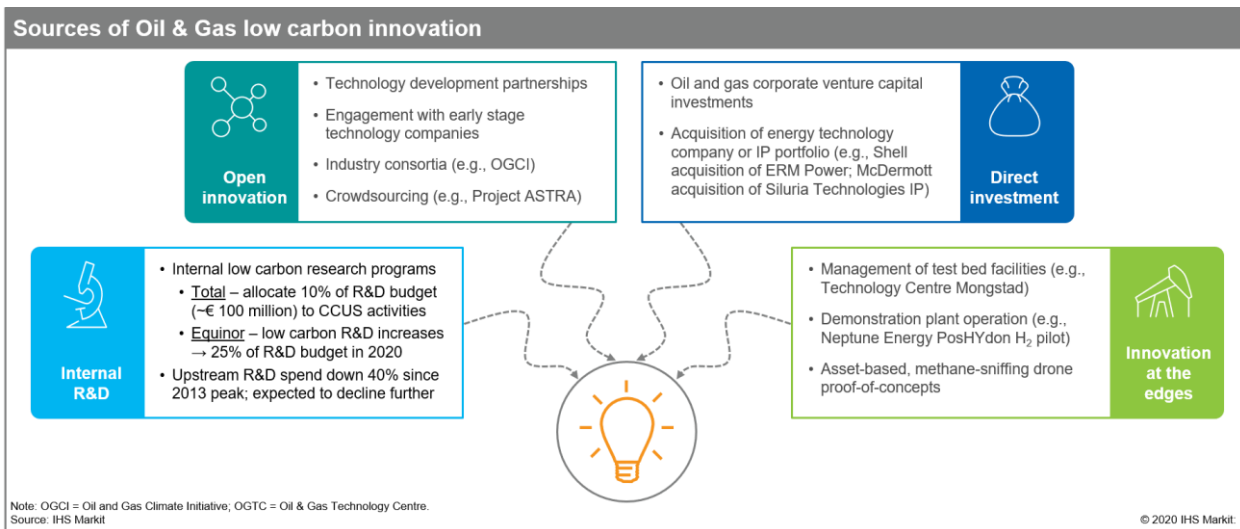 Sources of Oil & Gas low carbon innovation
Open
innovation
• Technology development partnerships
• Engagement with early stage
technology companies
• Industry consortia (e.g., OGCI)
• Crowdsourcing (e.g., Project ASTRA)
• Oil and gas corporate venture capital
investments
• Acquisition of energy technology
company or IP portfolio (e.g., Shell
acquisition of ERM Power; McDermott
acquisition of Siluria Technologies IP)
Direct
investment
Internal
R&D
• Internal low carbon research programs
• Total – allocate 10% of R&D budget
(~€ 100 million) to CCUS activities
• Equinor – low carbon R&D increases
→ 25% of R&D budget in 2020
• Upstream R&D spend down 40% since
2013 peak; expected to decline further
• Management of test bed facilities (e.g.,
Technology Centre Mongstad)
• Demonstration plant operation (e.g.,
Neptune Energy PosHYdon H₂ pilot)
• Asset-based, methane-sniffing drone
proof-of-concepts
Innovation
at the
edges
Note: OGCI = Oil and Gas Climate Initiative; OGTC = Oil & Gas Technology Centre.
Source: IHS Markit
© 2020 IHS Markit: